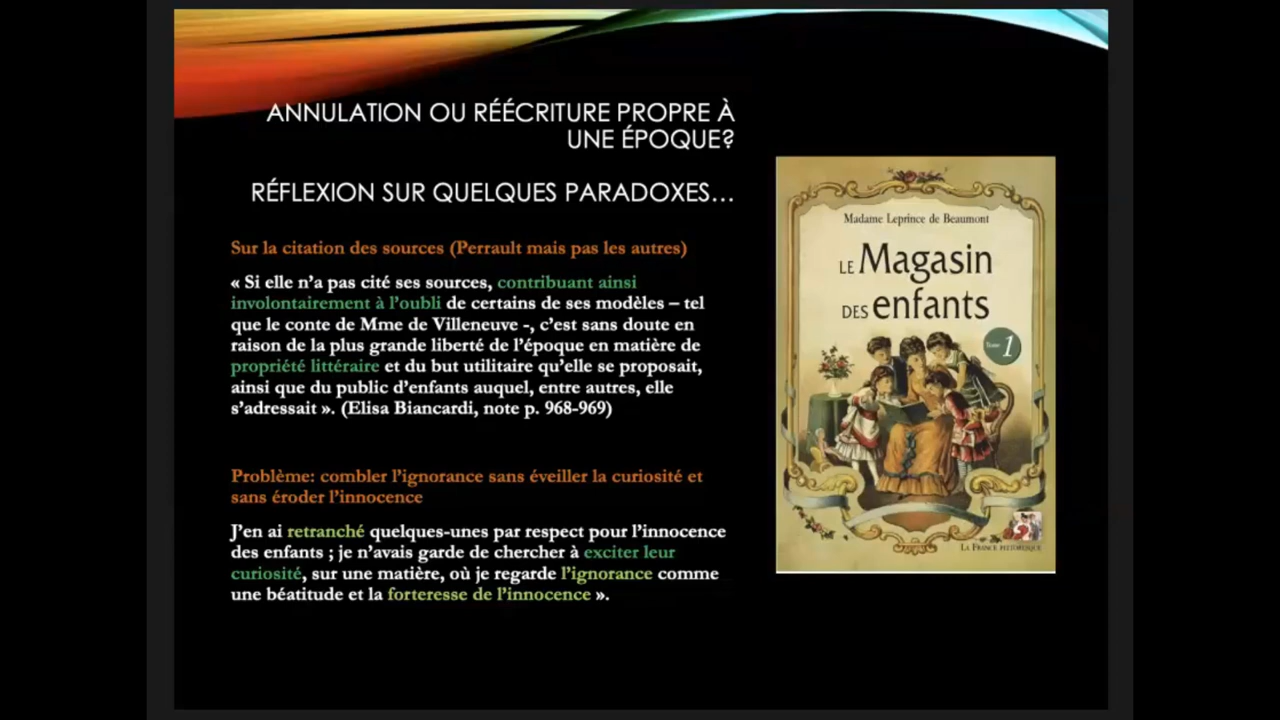 ANNULATION OU RÉÉCRITURE PROPRE À
UNE ÉPOQUE?
RÉFLEXION SUR QUELQUES PARADOXES...
Sur la citation des sources (Perrault mais pas les autres)
« Si elle n'a pas cité ses sources, contribuant ainsi
involontairement à l'oubli de certains de ses modèles – tel
que le conte de Mme de Villeneuve -, c'est sans doute en
raison de la plus grande liberté de l'époque en matière de
propriété littéraire et du but utilitaire qu'elle se proposait,
ainsi que du public d'enfants auquel, entre autres, elle
s'adressait ». (Elisa Biancardi, note p. 968-969)
Problème: combler l'ignorance sans éveiller la curiosité et
sans éroder l'innocence
J'en ai retranché quelques-unes par respect pour l'innocence
des enfants ; je n'avais garde de chercher à exciter leur
curiosité, sur une matière, où je regarde l'ignorance comme
une béatitude et la forteresse de l'innocence ».
Madame Leprince de Beaumont
LE Magasin
DES enfants
Tome 1
LA FRANCE PITTORESQUE